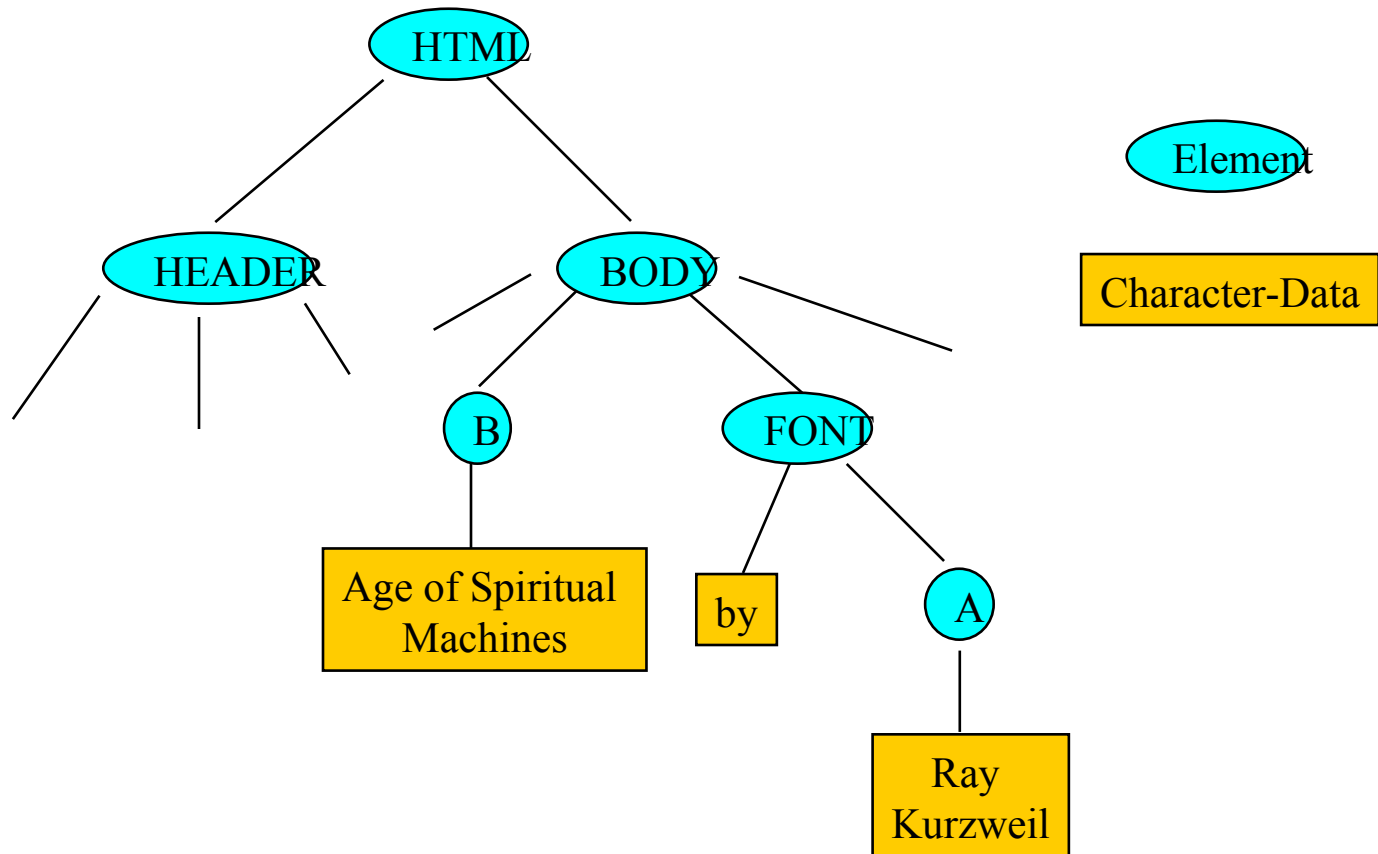 HTML
Element
HEADER
BODY
Character-Data
B
FONT
Age of Spiritual
Machines
by
A
Ray
Kurzweil